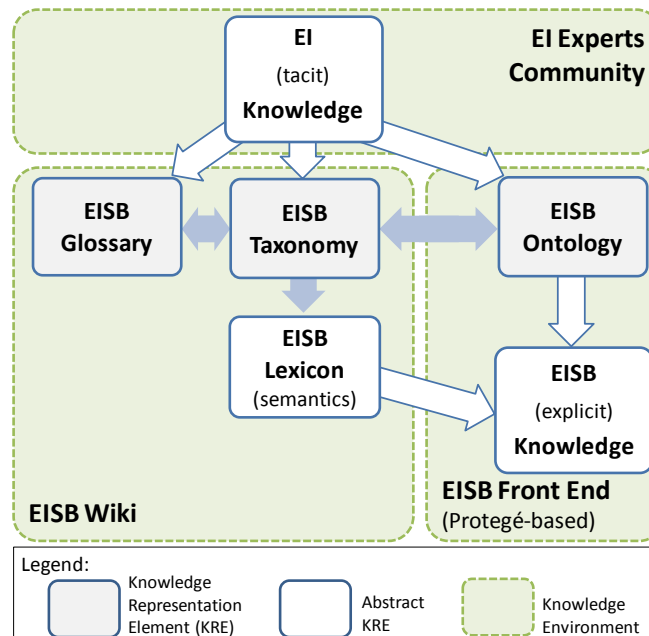 EI
(tacit)
Knowledge
EI Experts
Community
EISB
Glossary
EISB
Taxonomy
EISB
Ontology
EISB
Lexicon
(semantics)
EISB
(explicit)
Knowledge
EISB Wiki
EISB Front End
(Protegé-based)
Legend:
Knowledge
Representation
Element (KRE)
Abstract
KRE
Knowledge
Environment